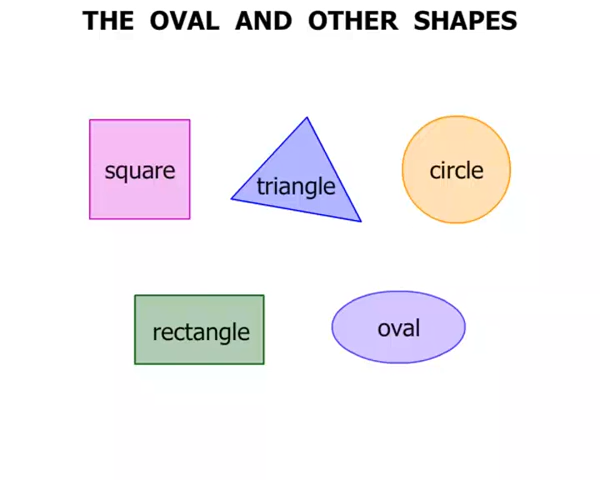 THE OVAL AND OTHER SHAPES
square
triangle
circle
rectangle
oval